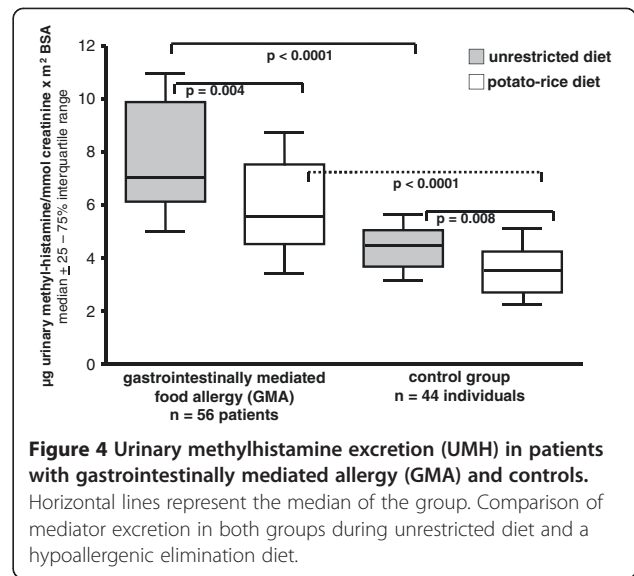 µg urinary methyl-histamine/mmol creatinine x m² BSA
median ± 25 – 75% interquartile range
12
10
8
6
4
2
0
p < 0.0001
p = 0.004
p < 0.0001
p = 0.008
unrestricted diet
potato-rice diet
gastrointestinally mediated
food allergy (GMA)
n = 56 patients
control group
n = 44 individuals
Figure 4 Urinary methylhistamine excretion (UMH) in patients
with gastrointestinally mediated allergy (GMA) and controls.
Horizontal lines represent the median of the group. Comparison of
mediator excretion in both groups during unrestricted diet and a
hypoallergenic elimination diet.